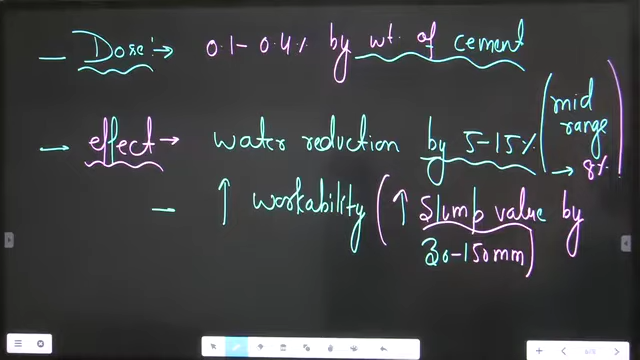 — Dose:→ 0.1-0.4% by wt. of cement
— effect→ water reduction by 5-15% (mid range → 8%)
— ↑ workability (↑ Slump value by 30-150mm)